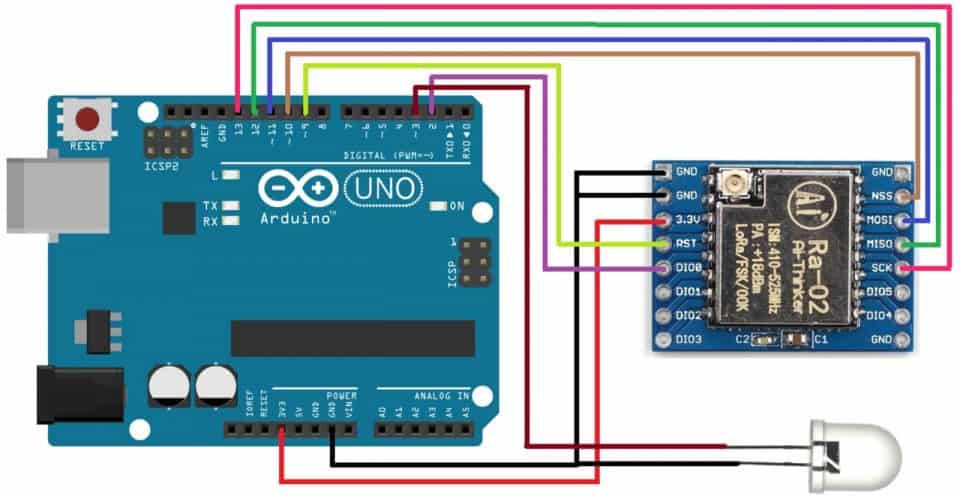 RESET
ICSP2
AREF
GND
13
12
~11
~10
~9
8
7
~6
~5
4
~3
2
TX0▶1
RX0◀0
DIGITAL (PWM=~)
L
TX
RX
UNO
Arduino™
ON
1
ICSP
IOREF
RESET
3V3
5V
GND
GND
VIN
POWER
ANALOG IN
A0
A1
A2
A3
A4
A5
GND
GND
3.3V
RST
DIO0
DIO1
DIO2
DIO3
Ai
Ra-02
Ai-Thinker
ISM:410-525MHz
PA:+18dBm
LoRa/FSK/OOK
C2
C1
GND
NSS
MOSI
MISO
SCK
DIO5
DIO4
GND